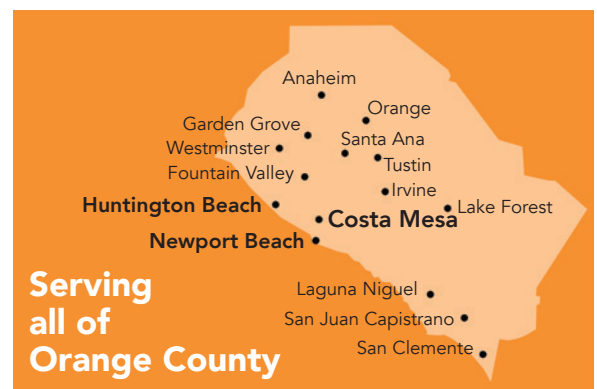 Anaheim
Orange
Garden Grove
Santa Ana
Westminster
Tustin
Fountain Valley
Irvine
Huntington Beach
Lake Forest
Costa Mesa
Newport Beach
Serving
all of
Orange County
Laguna Niguel
San Juan Capistrano
San Clemente